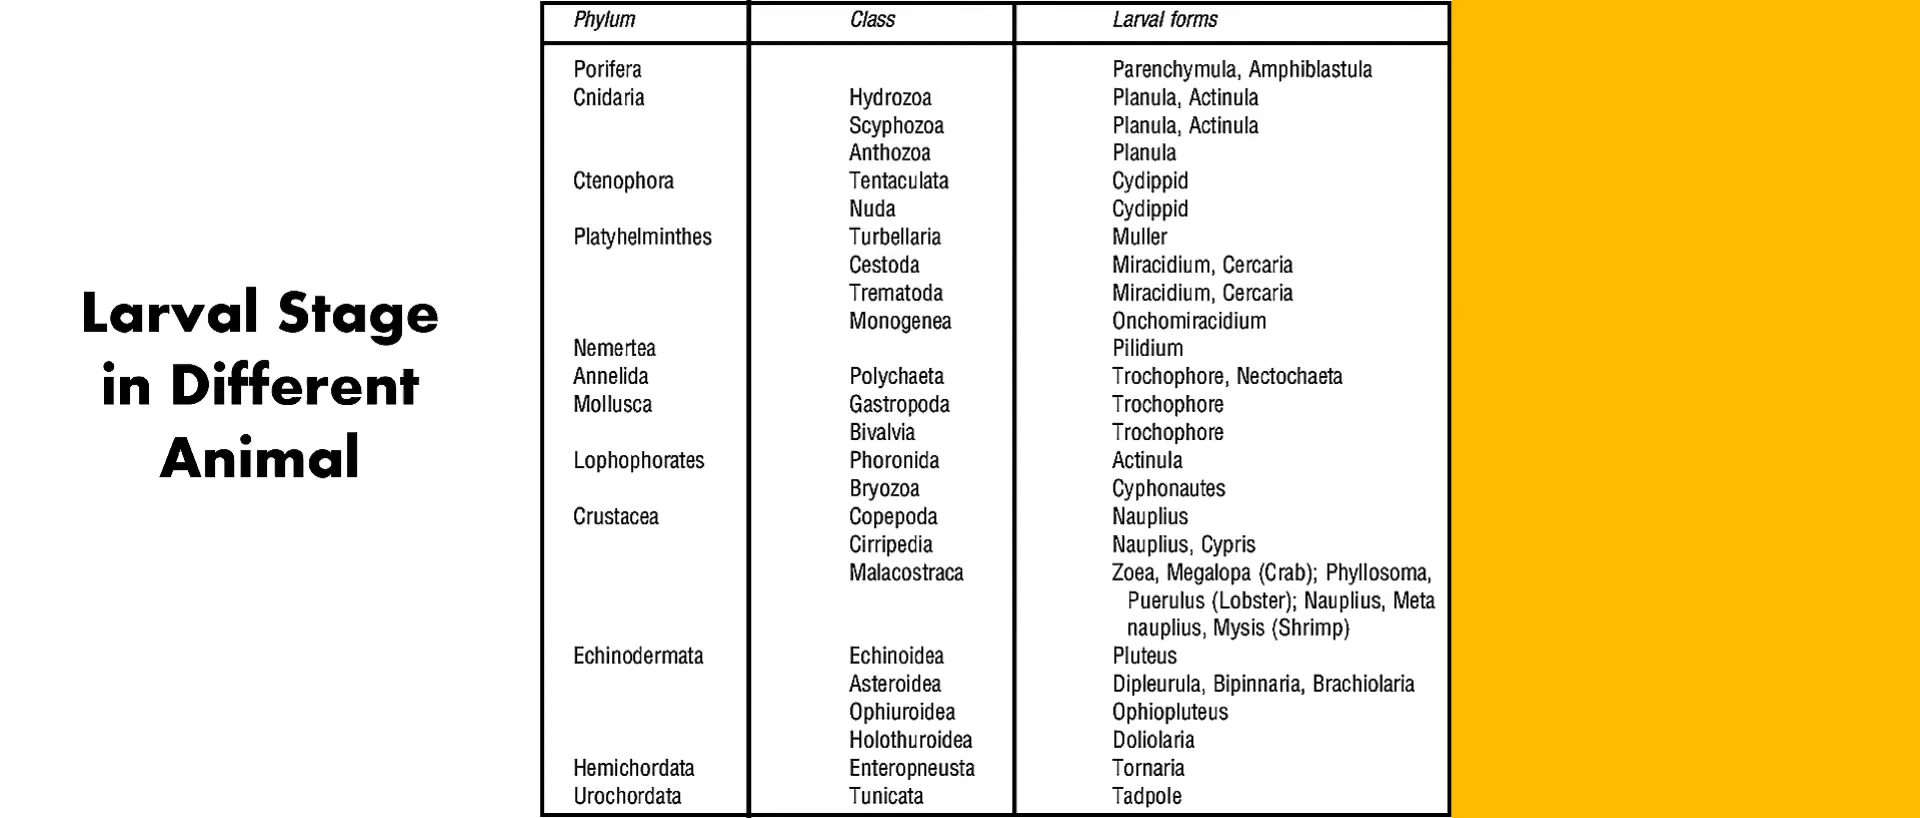 Larval Stage
in Different
Animal
Phylum Class Larval forms
Porifera Parenchymula, Amphiblastula
Cnidaria Hydrozoa Planula, Actinula
Scyphozoa Planula, Actinula
Anthozoa Planula
Ctenophora Tentaculata Cydippid
Nuda Cydippid
Platyhelminthes Turbellaria Muller
Cestoda Miracidium, Cercaria
Trematoda Miracidium, Cercaria
Monogenea Onchomiracidium
Nemertea Pilidium
Annelida Polychaeta Trochophore, Nectochaeta
Mollusca Gastropoda Trochophore
Bivalvia Trochophore
Lophophorates Phoronida Actinula
Bryozoa Cyphonautes
Crustacea Copepoda Nauplius
Cirripedia Nauplius, Cypris
Malacostraca Zoea, Megalopa (Crab); Phyllosoma,
Puerulus (Lobster); Nauplius, Meta
nauplius, Mysis (Shrimp)
Echinodermata Echinoidea Pluteus
Asteroidea Dipleurula, Bipinnaria, Brachiolaria
Ophiuroidea Ophiopluteus
Holothuroidea Doliolaria
Hemichordata Enteropneusta Tornaria
Urochordata Tunicata Tadpole